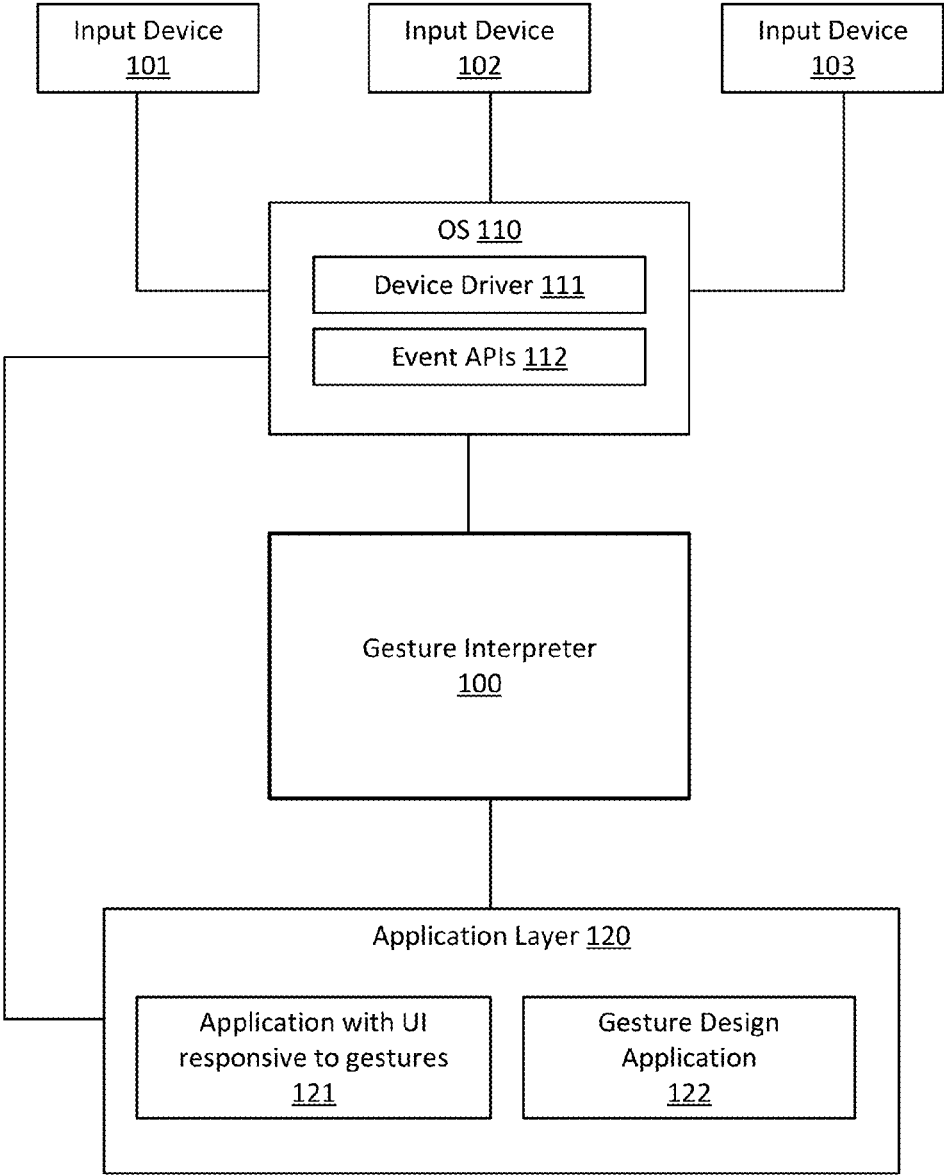 Input Device
101
Input Device
102
Input Device
103
OS 110
Device Driver 111
Event APIs 112
Gesture Interpreter
100
Application Layer 120
Application with UI
responsive to gestures
121
Gesture Design
Application
122